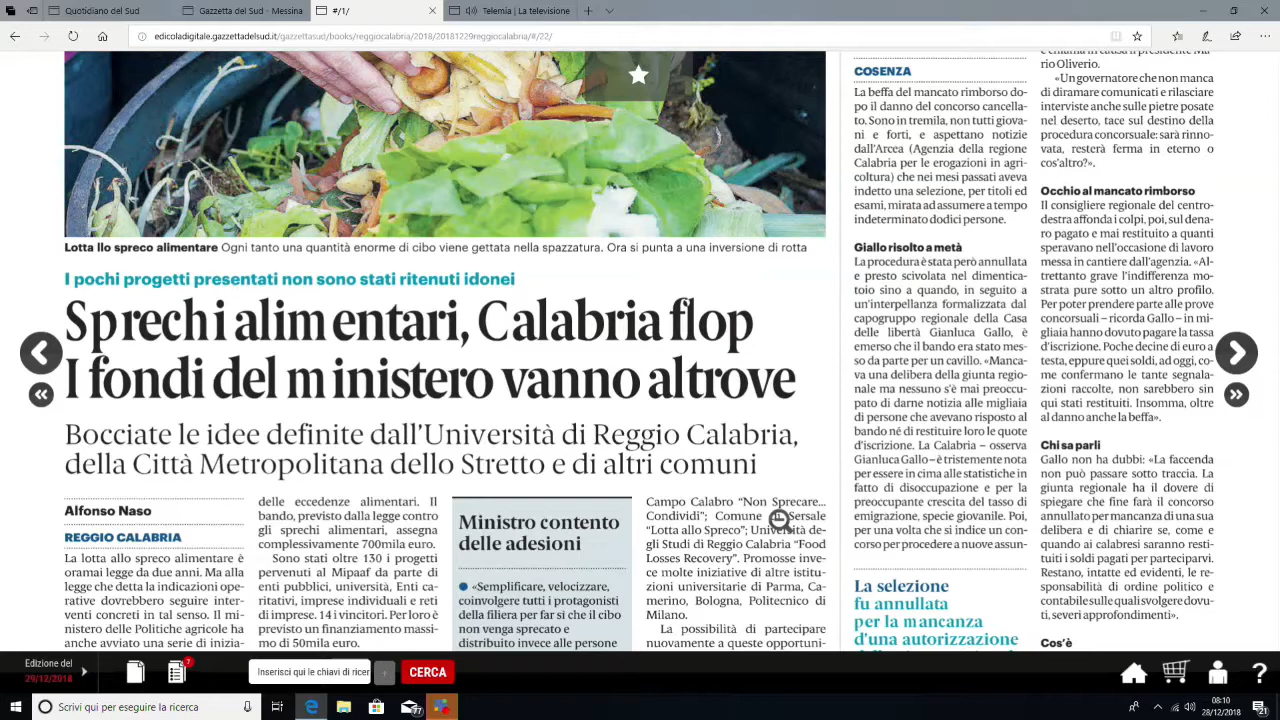 Catalogo del Sud
Messaging
#/1
Anteprime del Sud
edicoladigitale.gazzettadelsud.it/gazzettasud/books/reggiocalabria/2018/20181229reggiocalabria/#/22/
Lotta llo spreco alimentare Ogni tanto una quantità enorme di cibo viene gettata nella spazzatura. Ora si punta a una inversione di rotta
I pochi progetti presentati non sono stati ritenuti idonei
Sprechi alimentari, Calabria flop
I fondi del ministero vanno altrove
Bocciate le idee definite dall'Università di Reggio Calabria,
della Città Metropolitana dello Stretto e di altri comuni
Alfonso Naso
REGGIO CALABRIA
La lotta allo spreco alimentare è
oramai legge da due anni. Ma alla
legge che detta la indicazioni ope-
rative dovrebbero seguire inter-
venti concreti in tal senso. Il mi-
nistero delle Politiche agricole ha
anche avviato una serie di inizia-
delle eccedenze alimentari. Il
bando, previsto dalla legge contro
gli sprechi alimentari, assegna
complessivamente 700mila euro.
Sono stati oltre 130 i progetti
pervenuti al Mipaaf da parte di
enti pubblici, università, Enti ca-
ritativi, imprese individuali e reti
di imprese. 14 i vincitori. Per loro è
previsto un finanziamento massi-
mo di 50mila euro.
Ministro contento
delle adesioni
● «Semplificare, velocizzare,
coinvolgere tutti i protagonisti
della filiera per far sì che il cibo
non venga sprecato e
distribuito invece alle persone
Campo Calabro "Non Sprecare...
Condividi"; Comune
"Lotta allo Spreco"; Università de-
gli Studi di Reggio Calabria "Food
Losses Recovery". Promosse inve-
ce molte iniziative di altre istitu-
zioni universitarie di Parma, Ca-
merino, Bologna, Politecnico di
Milano.
La possibilità di partecipare
nuovamente a queste opportuni-
COSENZA
La beffa del mancato rimborso do-
po il danno del concorso cancella-
to. Sono in tremila, non tutti giova-
ni e forti, e aspettano notizie
dall'Arcea (Agenzia della regione
Calabria per le erogazioni in agri-
coltura) che nei mesi passati aveva
indetto una selezione, per titoli ed
esami, mirata ad assumere a tempo
indeterminato dodici persone.
Giallo risolto a metà
La procedura è stata però annullata
e presto scivolata nel dimentica-
toio sino a quando, in seguito a
un'interpellanza formalizzata dal
capogruppo regionale della Casa
delle libertà Gianluca Gallo, è
emerso che il bando era stato mes-
so da parte per un cavillo. «Manca-
va una delibera della giunta regio-
nale ma nessuno s'è mai preoccu-
pato di darne notizia alle migliaia
di persone che avevano risposto al
bando né di restituire loro le quote
d'iscrizione. La Calabria – osserva
Gianluca Gallo – è tristemente nota
per essere in cima alle statistiche in
fatto di disoccupazione e per la
preoccupante crescita del tasso di
emigrazione, specie giovanile. Poi,
per una volta che si indice un con-
corso per procedere a nuove assun-
La selezione
fu annullata
per la mancanza
d'una autorizzazione
e chiama in causa il presidente Ma-
rio Oliverio.
«Un governatore che non manca
di diramare comunicati e rilasciare
interviste anche sulle pietre posate
nel deserto, tace sul destino della
procedura concorsuale: sarà rinno-
vata, resterà ferma in eterno o
cos'altro?».
Occhio al mancato rimborso
Il consigliere regionale del centro-
destra affonda i colpi, poi, sul dena-
ro pagato e mai restituito a quanti
speravano nell'occasione di lavoro
messa in cantiere dall'agenzia. «Al-
trettanto grave l'indifferenza mo-
strata pure sotto un altro profilo.
Per poter prendere parte alle prove
concorsuali – ricorda Gallo – in mi-
gliaia hanno dovuto pagare la tassa
d'iscrizione. Poche decine di euro a
testa, eppure quei soldi, ad oggi, co-
me confermano le tante segnala-
zioni raccolte, non sarebbero sin
qui stati restituiti. Insomma, oltre
al danno anche la beffa».
Chi sa parli
Gallo non ha dubbi: «La faccenda
non può passare sotto traccia. La
giunta regionale ha il dovere di
spiegare che fine farà il concorso
annullato per mancanza di una sua
delibera e di chiarire se, come e
quando ai calabresi saranno resti-
tuiti i soldi pagati per parteciparvi.
Restano, intatte ed evidenti, le re-
sponsabilità di ordine politico e
contabile sulle quali svolgere dovu-
ti, severi approfondimenti».
Cos'è
Edizione del
29/12/2018
7
Inserisci qui le chiavi di ricer
+
CERCA
?
Scrivi qui per eseguire la ricerca
77
08:10
28/12/2018